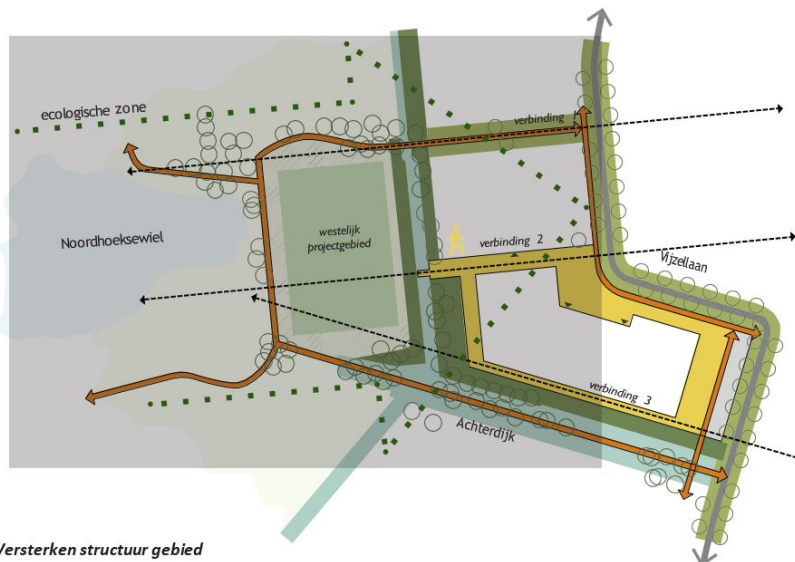 ecologische zone
verbinding
Noordhoeksewiel
westelijk
projectgebied
verbinding 2
Vijzellaan
verbinding 3
Achterdijk
Versterken structuur gebied